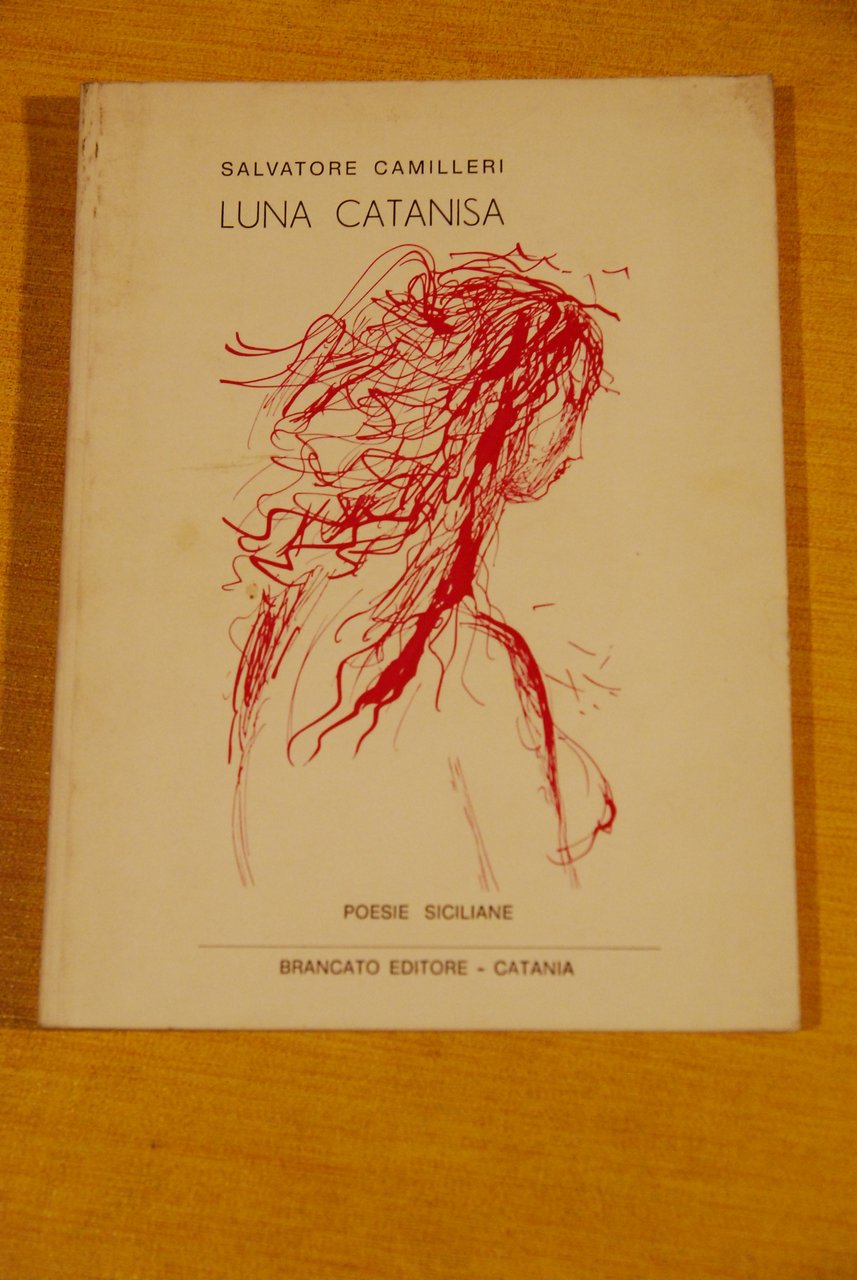 SALVATORE CAMILLERI
LUNA CATANISA
POESIE SICILIANE
BRANCATO EDITORE - CATANIA